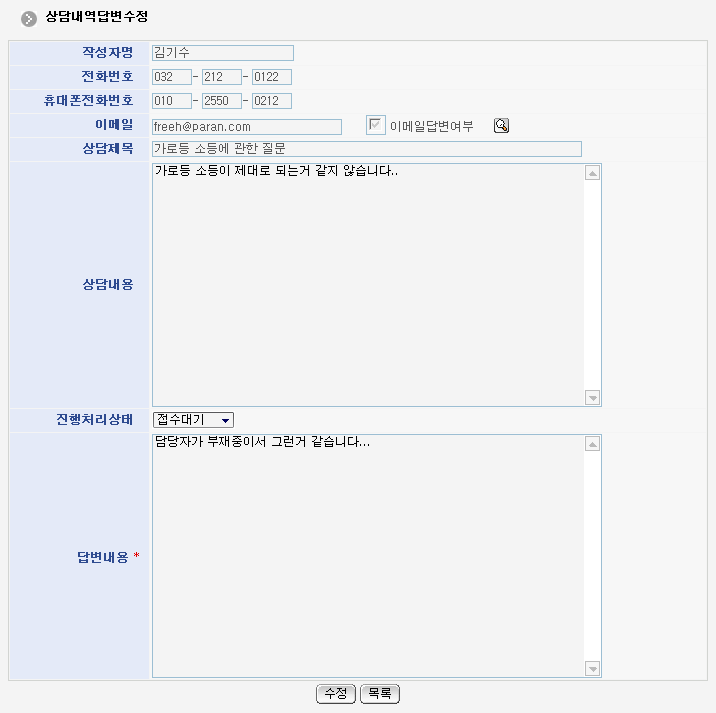 상담내역답변수정
작성자명 김기수
전화번호 032 - 212 - 0122
휴대폰전화번호 010 - 2550 - 0212
이메일 freeh@paran.com 이메일답변여부
상담제목 가로등 소등에 관한 질문
가로등 소등이 제대로 되는거 같지 않습니다..
상담내용
진행처리상태 접수대기
담당자가 부재중이서 그런거 같습니다...
답변내용 *
수정 목록